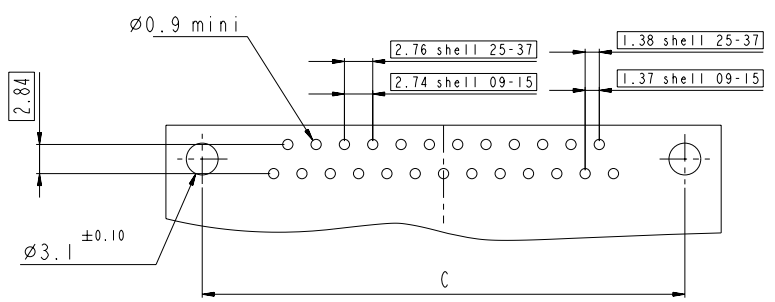 Ø0.9 mini
2.76 shell 25-37
1.38 shell 25-37
2.74 shell 09-15
1.37 shell 09-15
2.84
Ø3.1 ±0.10
C